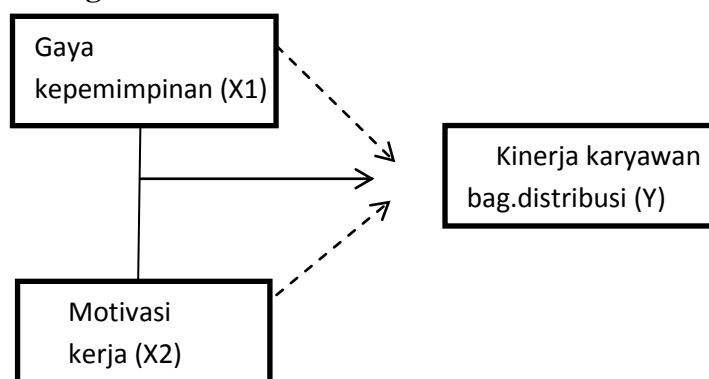 Gaya
kepemimpinan (X1)
Kinerja karyawan
bag.distribusi (Y)
Motivasi
kerja (X2)